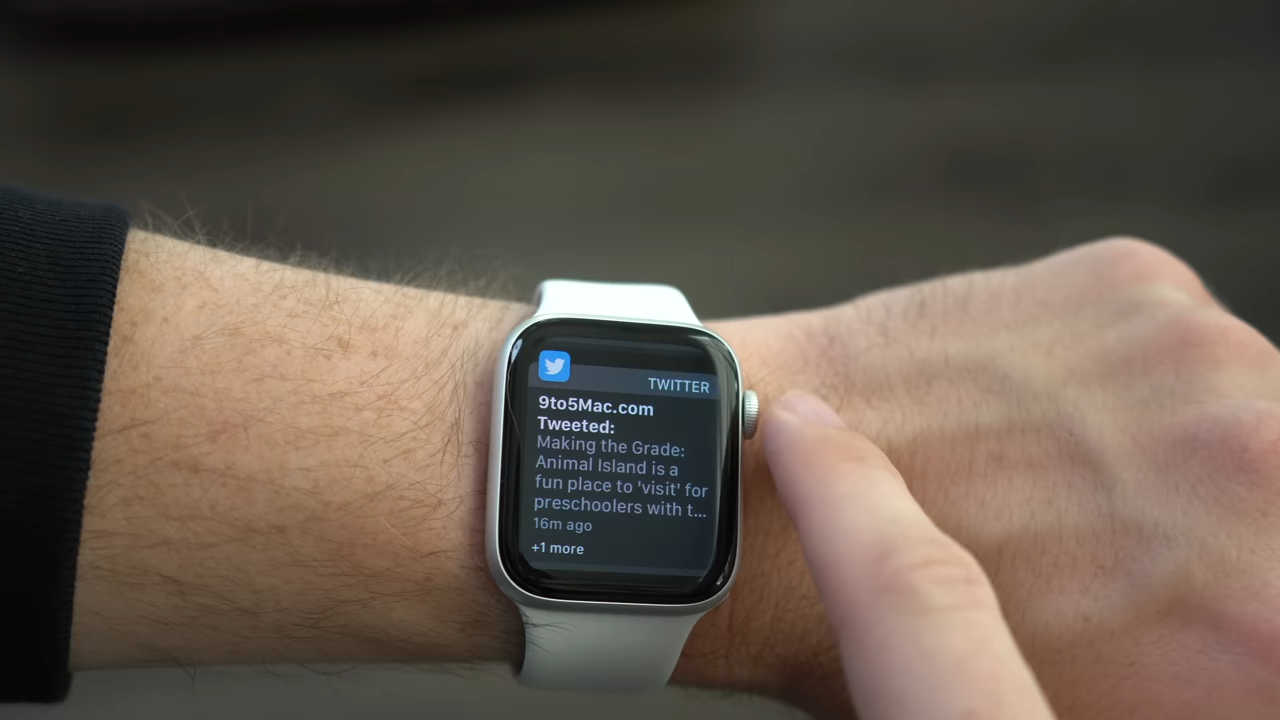 TWITTER
9to5Mac.com
Tweeted:
Making the Grade:
Animal Island is a
fun place to 'visit' for
preschoolers with t...
16m ago
+1 more